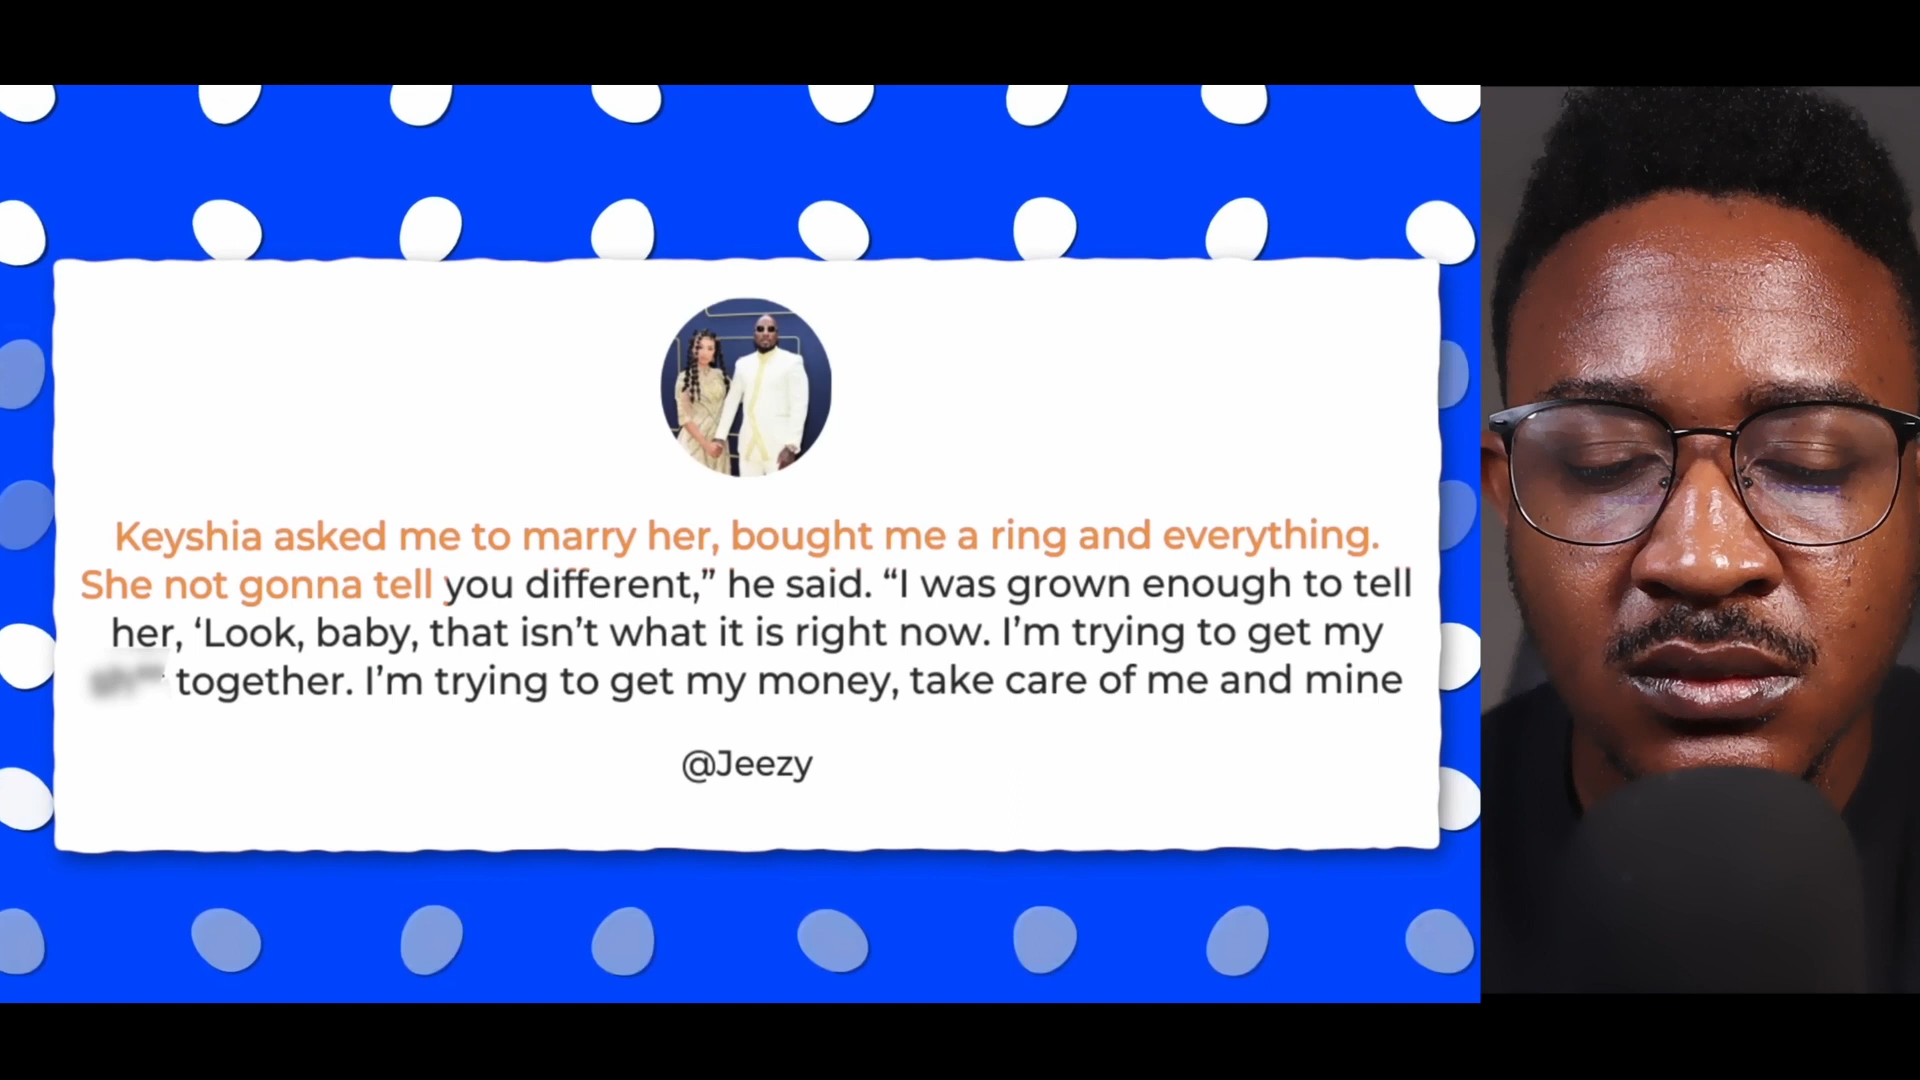 Keyshia asked me to marry her, bought me a ring and everything.
She not gonna tell you different,” he said. “I was grown enough to tell
her, ‘Look, baby, that isn’t what it is right now. I’m trying to get my
together. I’m trying to get my money, take care of me and mine
@Jeezy